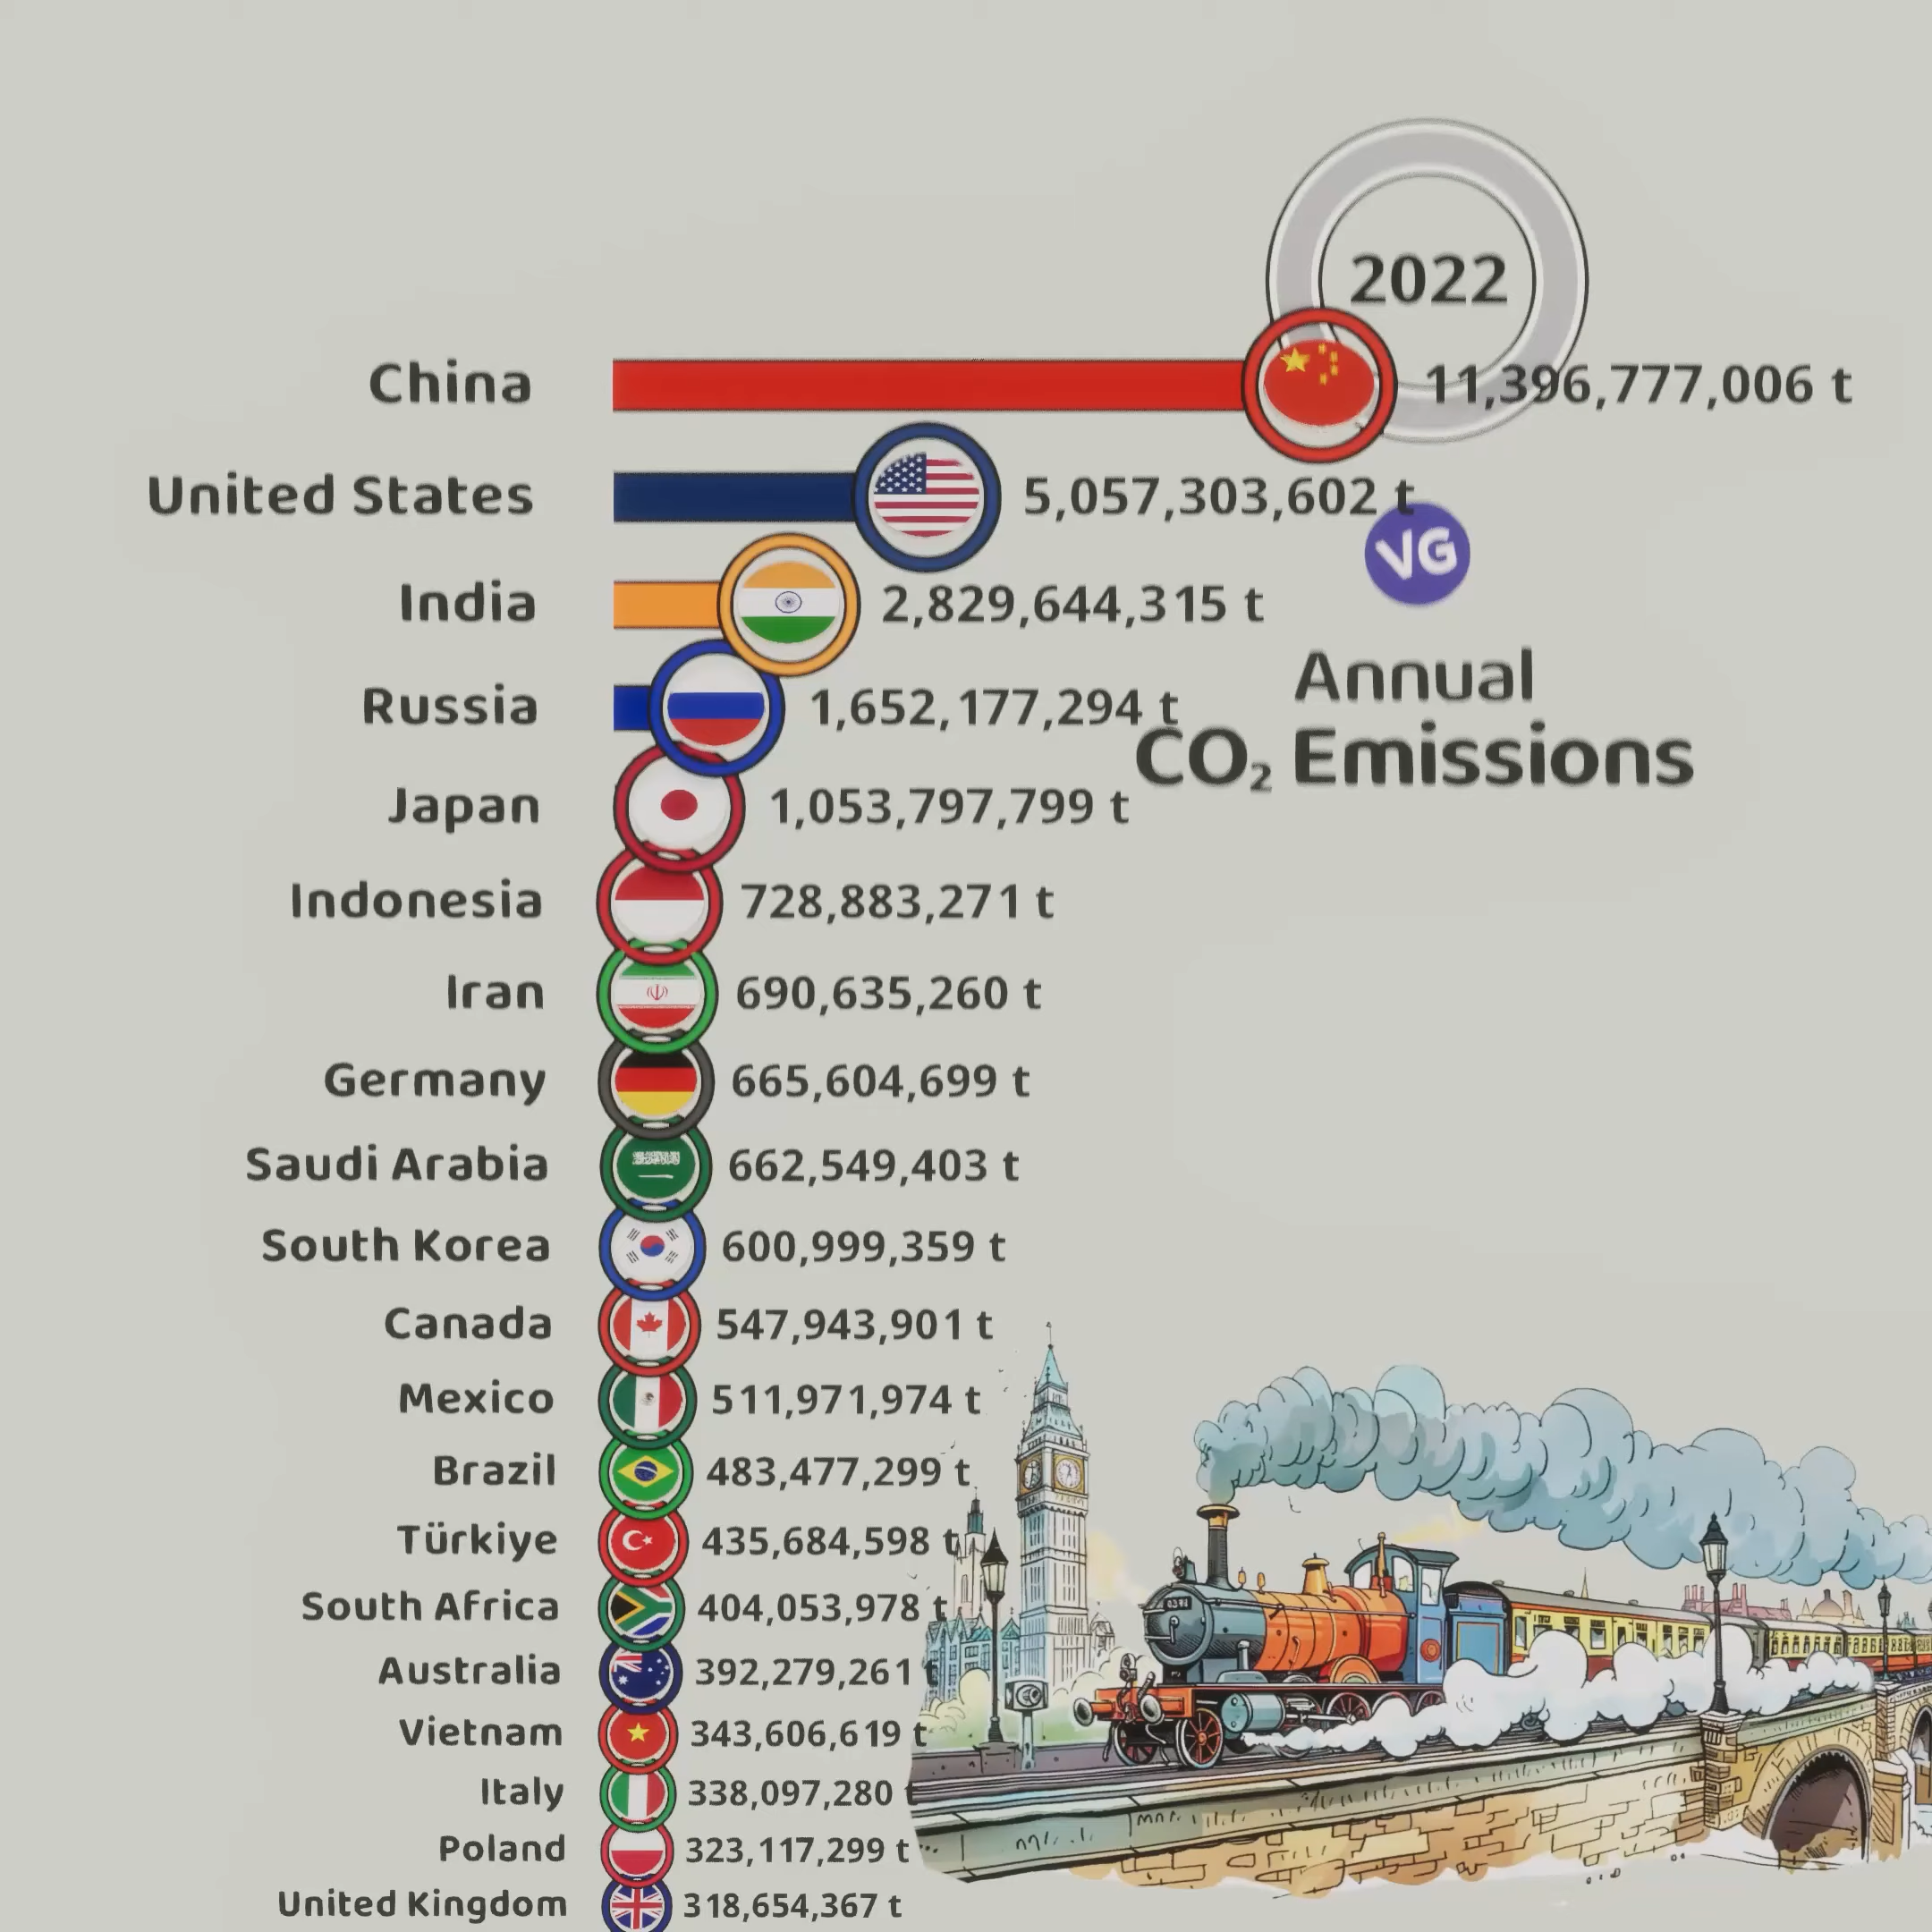 2022
China 11,396,777,006 t
United States 5,057,303,602 t
VG
India 2,829,644,315 t
Annual
CO₂ Emissions
Russia 1,652,177,294 t
Japan 1,053,797,799 t
Indonesia 728,883,271 t
Iran 690,635,260 t
Germany 665,604,699 t
Saudi Arabia 662,549,403 t
South Korea 600,999,359 t
Canada 547,943,901 t
Mexico 511,971,974 t
Brazil 483,477,299 t
Türkiye 435,684,598 t
South Africa 404,053,978 t
Australia 392,279,261 t
Vietnam 343,606,619 t
Italy 338,097,280 t
Poland 323,117,299 t
United Kingdom 318,654,367 t